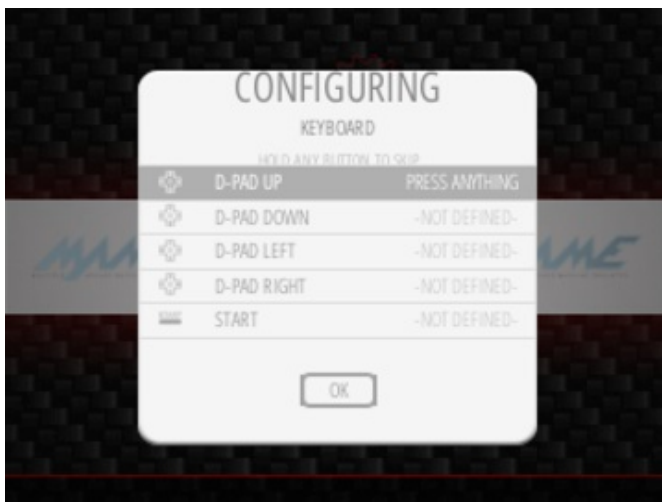 CONFIGURING
KEYBOARD
HOLD ANY BUTTON TO SKIP
D-PAD UP PRESS ANYTHING
D-PAD DOWN -NOT DEFINED-
D-PAD LEFT -NOT DEFINED-
D-PAD RIGHT -NOT DEFINED-
START START -NOT DEFINED-
OK